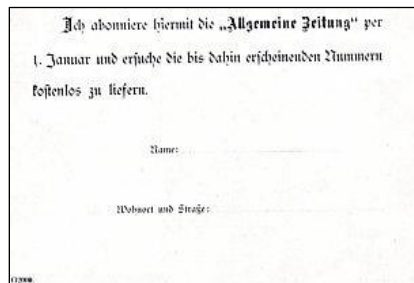 Ich abonniere hiermit die „Allgemeine Zeitung“ per
1. Januar und ersuche die bis dahin erscheinenden Nummern
kostenlos zu liefern.
Name:
Wohnort und Straße: